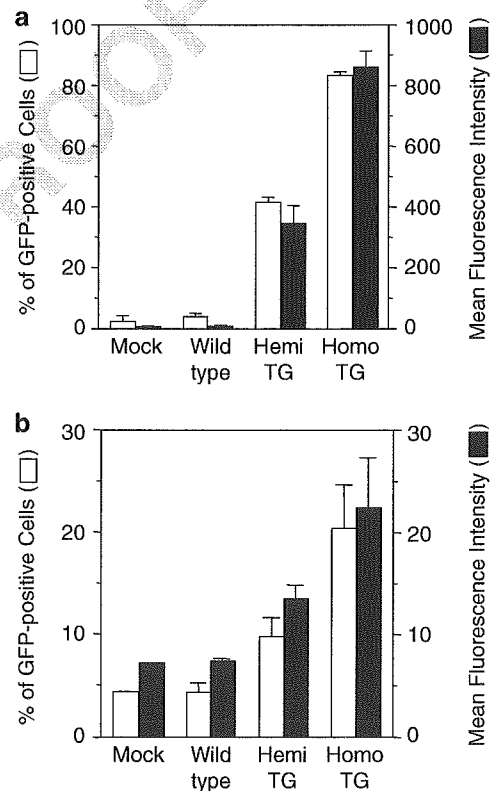 a
100
80
60
40
20
0
% of GFP-positive Cells ( )
1000
800
600
400
200
0
Mean Fluorescence Intensity ( )
Mock
Wild type
Hemi TG
Homo TG
b
30
20
10
0
% of GFP-positive Cells ( )
30
20
10
0
Mean Fluorescence Intensity ( )
Mock
Wild type
Hemi TG
Homo TG